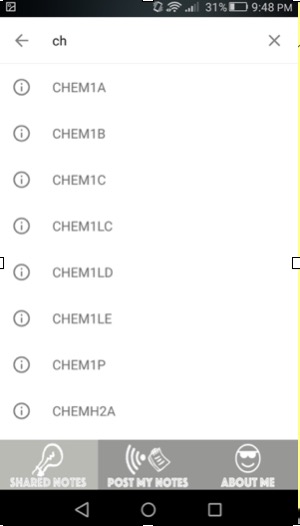 31% 9:48 PM
ch
CHEM1A
CHEM1B
CHEM1C
CHEM1LC
CHEM1LD
CHEM1LE
CHEM1P
CHEMH2A
SHARED NOTES POST MY NOTES ABOUT ME